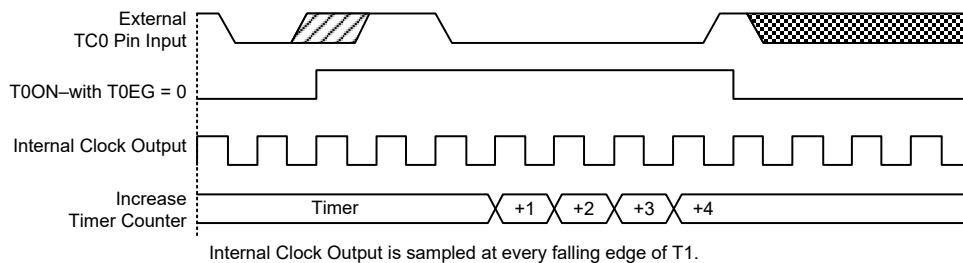 External
TC0 Pin Input
T0ON–with T0EG = 0
Internal Clock Output
Increase
Timer Counter
Timer
+1
+2
+3
+4
Internal Clock Output is sampled at every falling edge of T1.